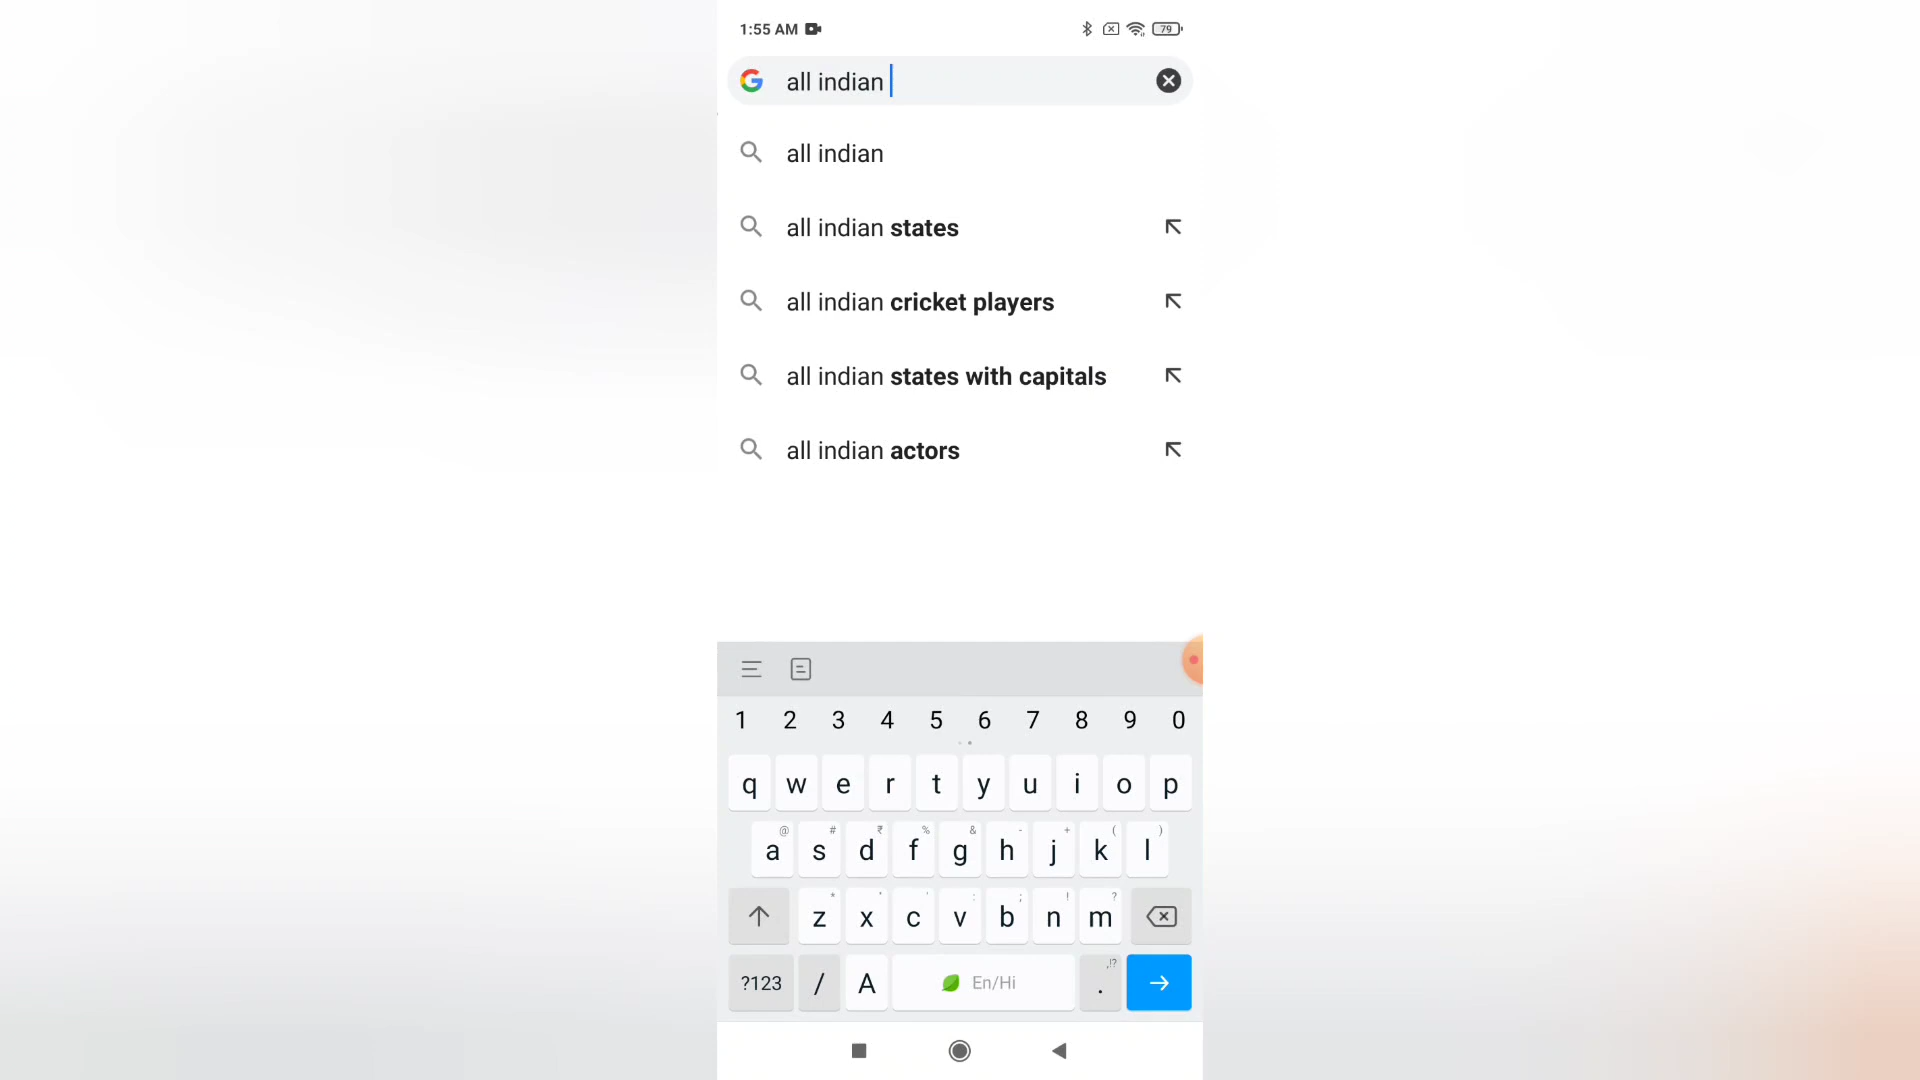 1:55 AM 79
all indian
all indian
all indian states
all indian cricket players
all indian states with capitals
all indian actors
1 2 3 4 5 6 7 8 9 0
q w e r t y u i o p
@ # ₹ % & - + ( )
a s d f g h j k l
* " ' : ; ! ?
z x c v b n m
,!?
?123 / A En/Hi .